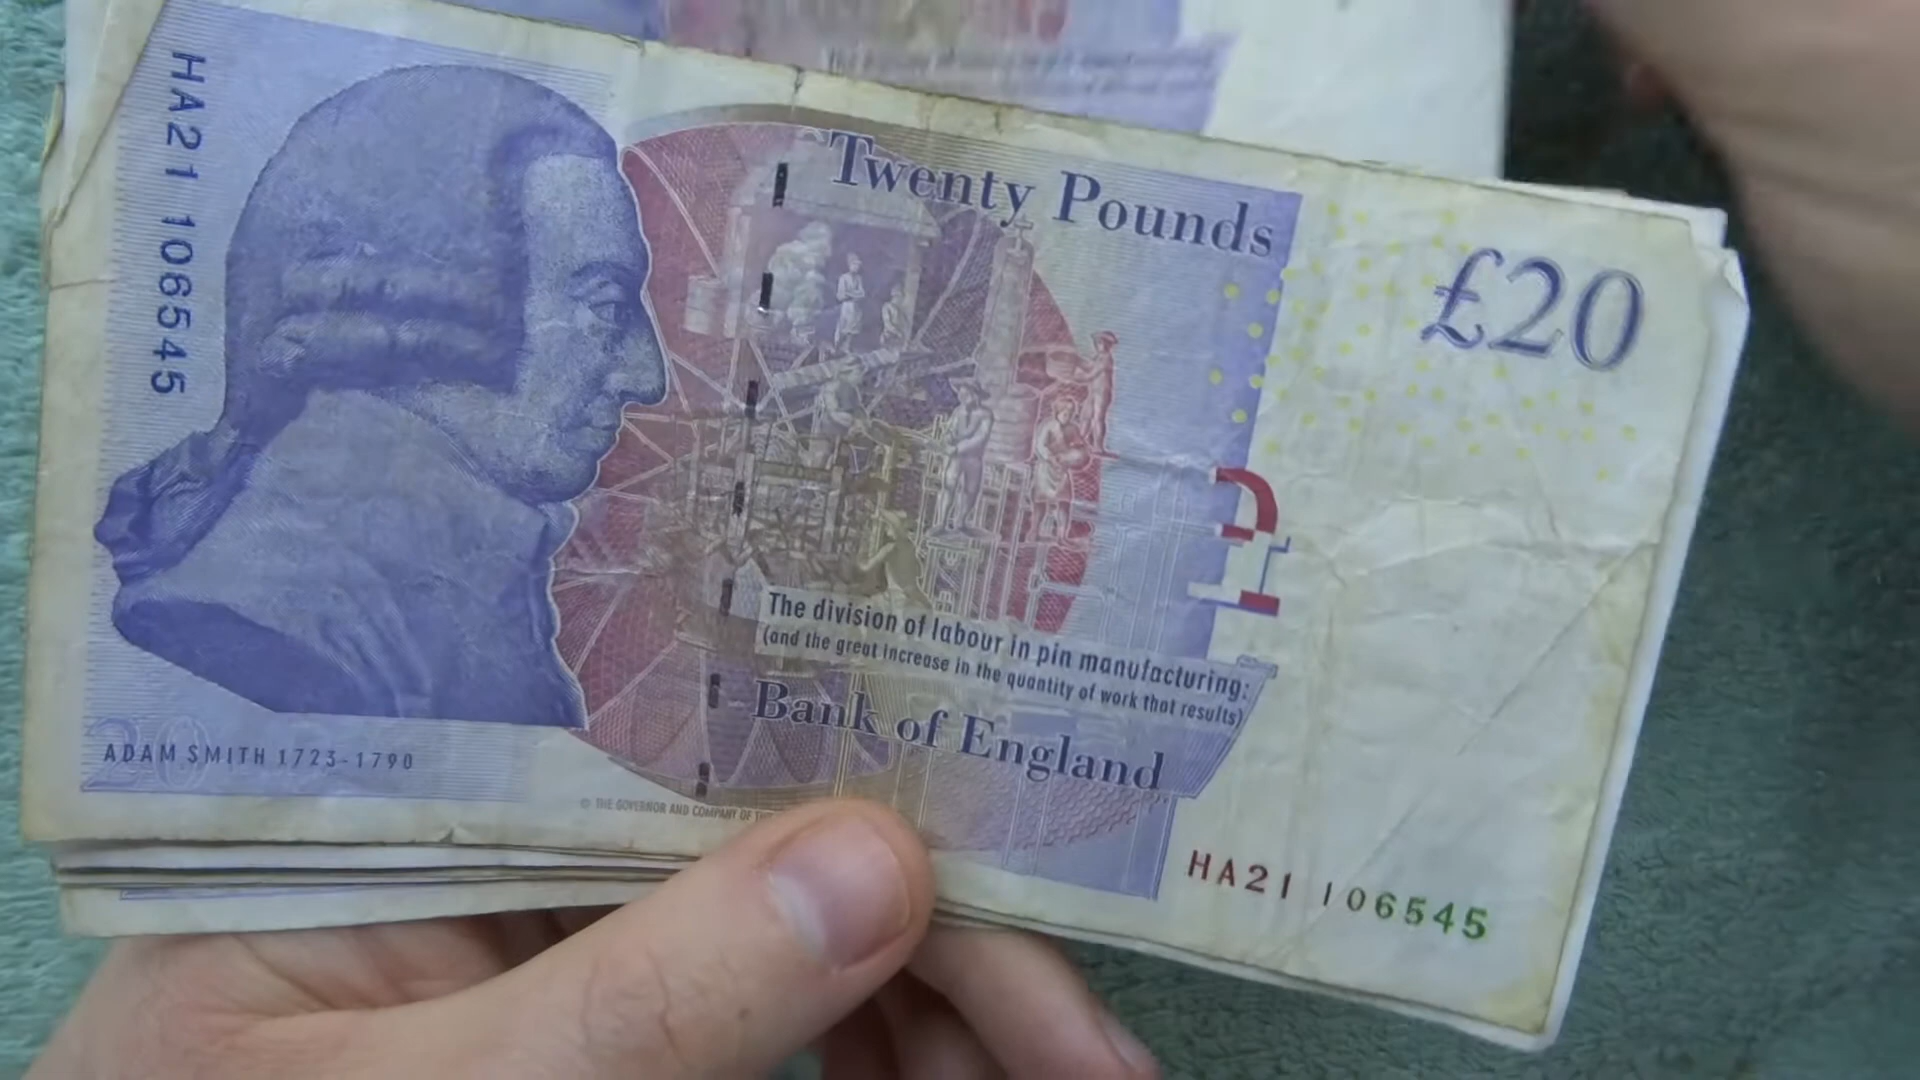 HA21 106545
Twenty Pounds
£20
The division of labour in pin manufacturing:
(and the great increase in the quantity of work that results)
Bank of England
ADAM SMITH 1723-1790
© THE GOVERNOR AND COMPANY OF
HA21 106545